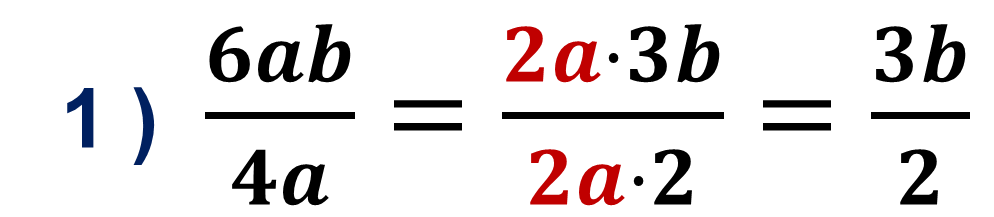 1) 6ab/4a = 2a·3b/2a·2 = 3b/2